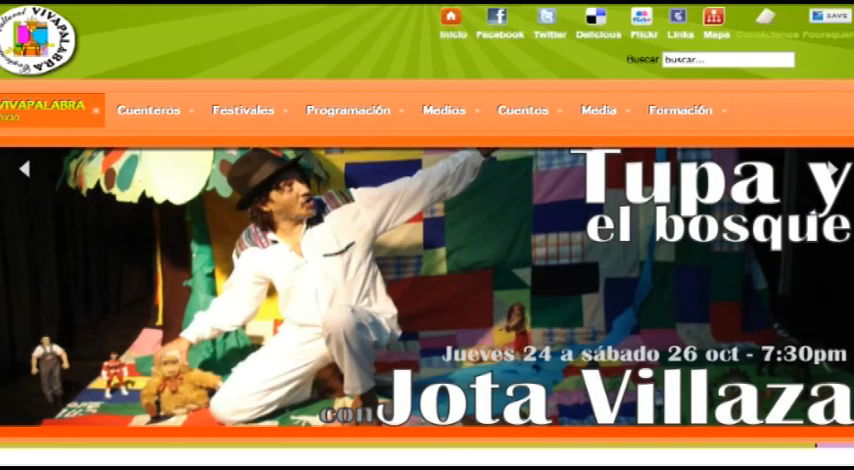 VIVAPALABRA
Inicio Facebook Twitter Delicious Flickr Links Mapa Contáctenos Foursquare
SAVE
Buscar buscar...
VIVAPALABRA
Inicio
Cuenteros Festivales Programación Medios Cuentos Media Formación
Tupa y
el bosque
Jueves 24 a sábado 26 oct - 7:30pm
con Jota Villaza